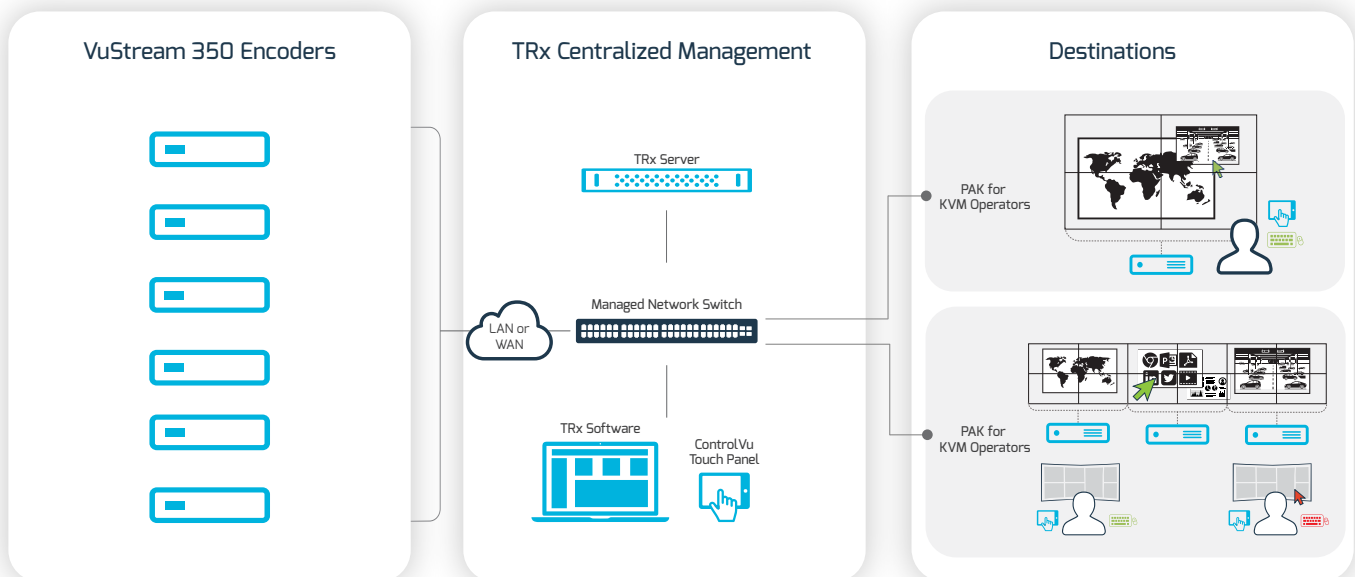 VuStream 350 Encoders
TRx Centralized Management
Destinations
TRx Server
PAK for
KVM Operators
Managed Network Switch
LAN or
WAN
TRx Software
ControlVu
Touch Panel
PAK for
KVM Operators